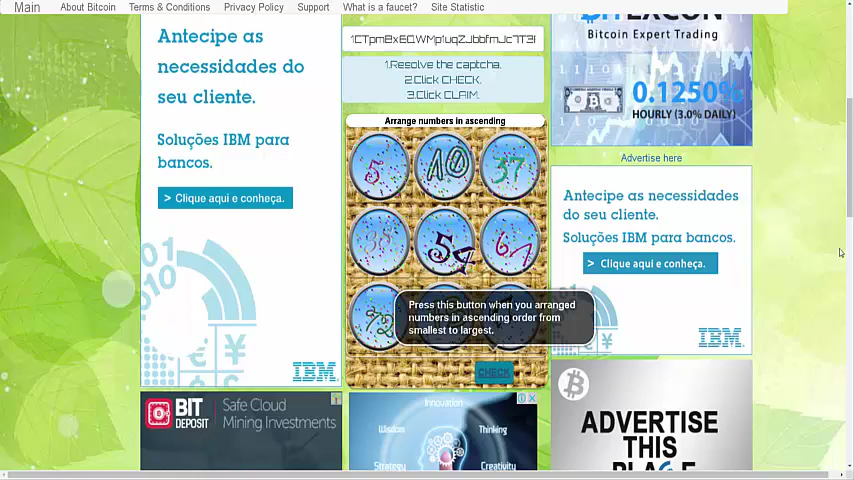 Main
About Bitcoin
Terms & Conditions
Privacy Policy
Support
What is a faucet?
Site Statistic
Antecipe as
necessidades do
seu cliente.
Soluções IBM para
bancos.
> Clique aqui e conheça.
IBM
1.Resolve the captcha.
2.Click CHECK.
3.Click CLAIM.
Arrange numbers in ascending
5 10 37
38 54 61
72
Press this button when you arranged
numbers in ascending order from
smallest to largest.
CHECK
Bitcoin Expert Trading
0.1250%
HOURLY (3.0% DAILY)
Advertise here
Antecipe as necessidades
do seu cliente.
Soluções IBM para bancos.
> Clique aqui e conheça.
IBM
BIT
DEPOSIT
Safe Cloud
Mining Investments
Innovation
Wisdom
Thinking
Strategy
Creativity
ADVERTISE
THIS